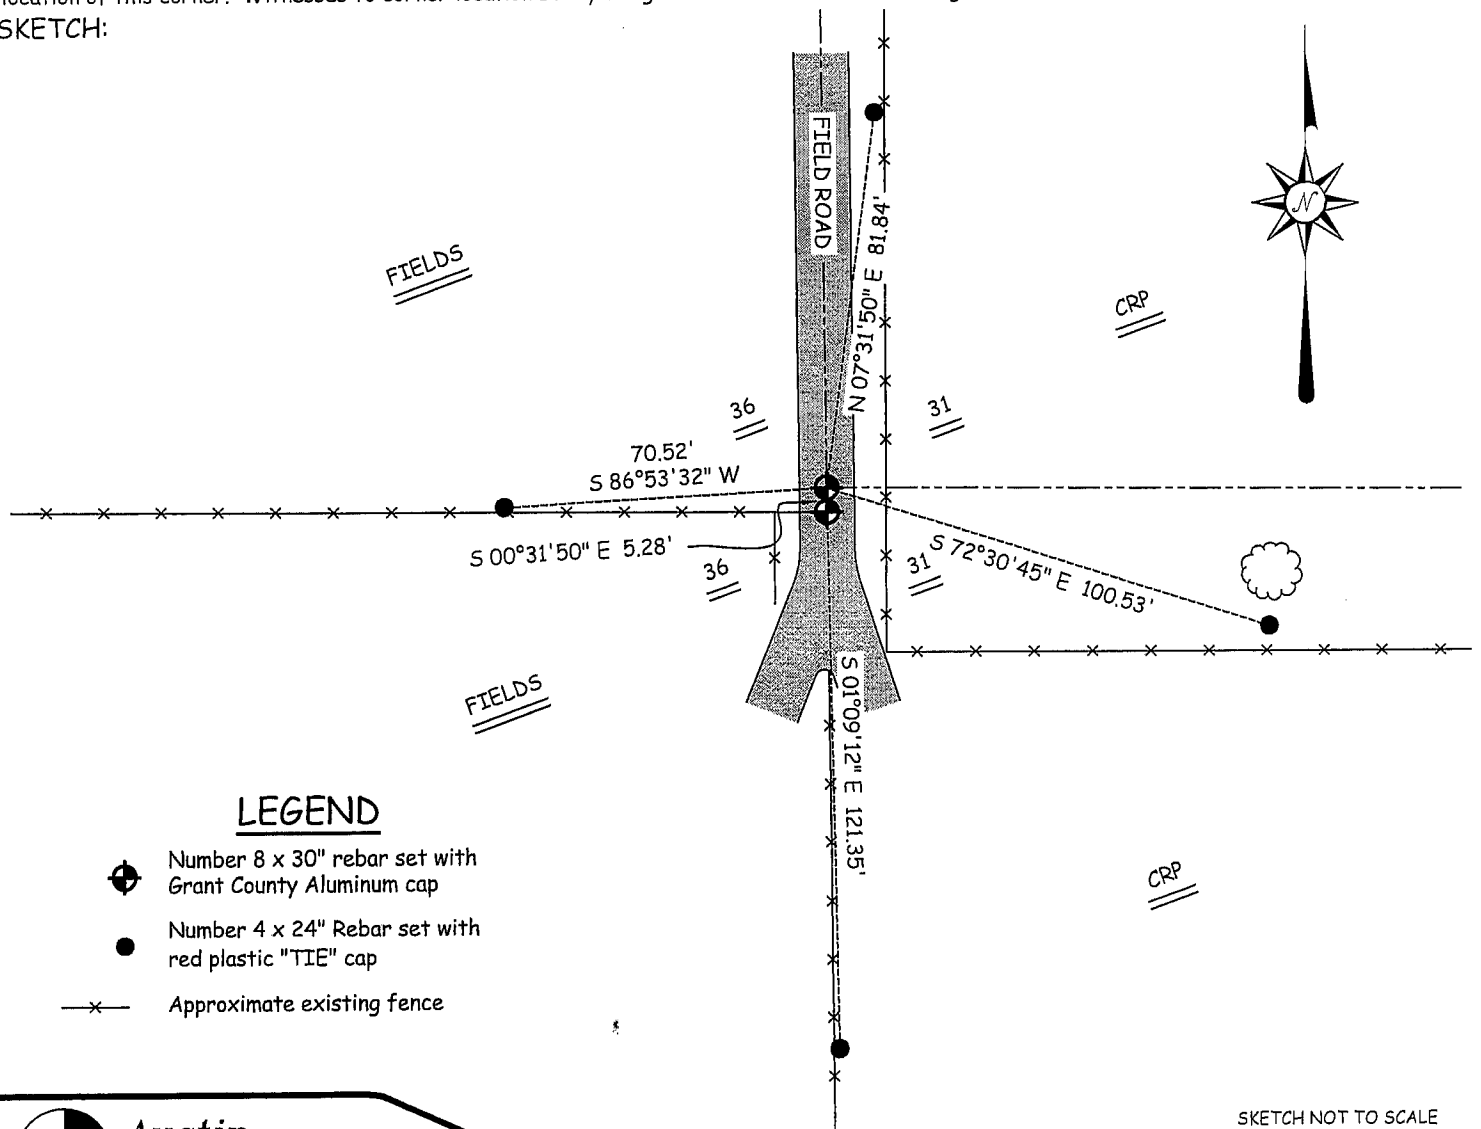 SKETCH:
FIELD ROAD
N 07°31'50" E 81.84'
FIELDS
CRP
N
36
31
70.52'
S 86°53'32" W
S 00°31'50" E 5.28'
36
31
S 72°30'45" E 100.53'
FIELDS
S 01°09'12" E 121.35'
CRP
LEGEND
Number 8 x 30" rebar set with
Grant County Aluminum cap
Number 4 x 24" Rebar set with
red plastic "TIE" cap
Approximate existing fence
SKETCH NOT TO SCALE